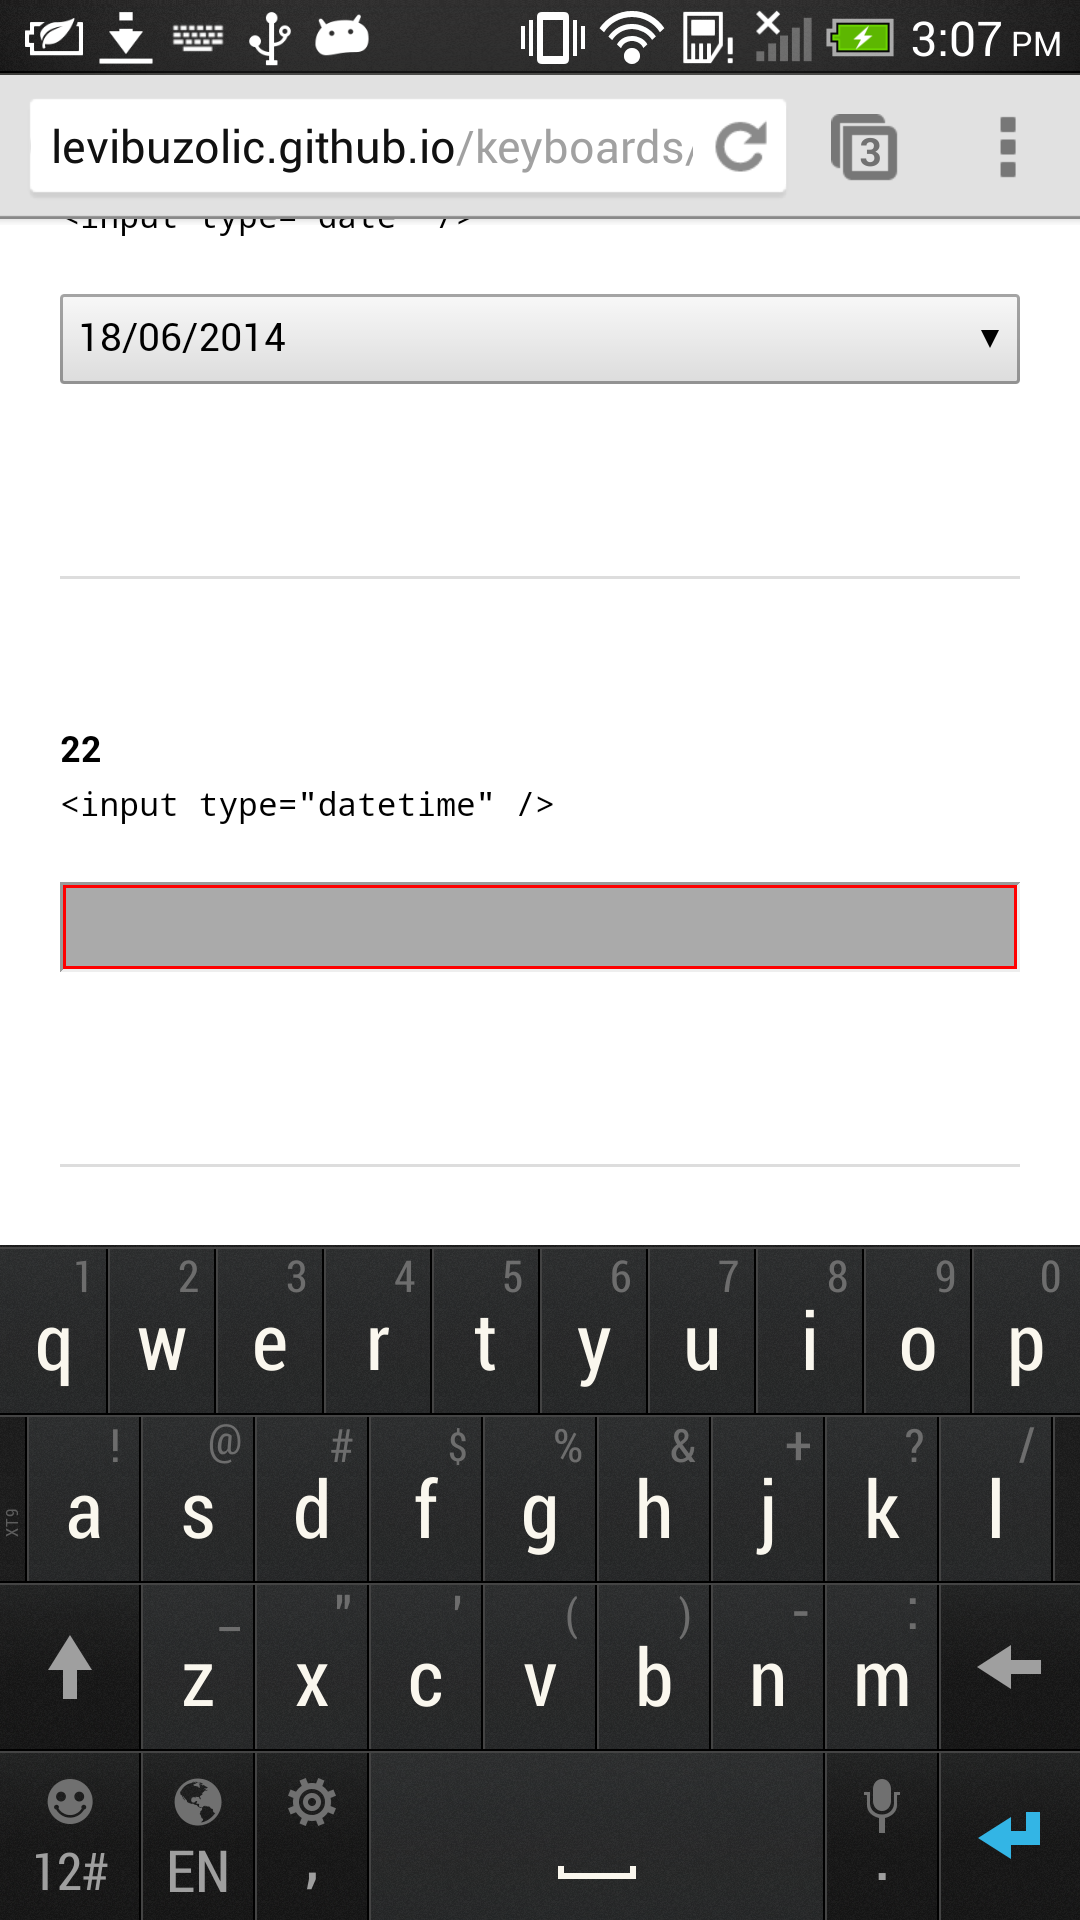 3:07 PM
levibuzolic.github.io/keyboards/
3
<input type="date" />
18/06/2014
22
<input type="datetime" />
1 2 3 4 5 6 7 8 9 0
q w e r t y u i o p
! @ # $ % & + ? /
XT9 a s d f g h j k l
_ " ' ( ) - :
z x c v b n m
12# EN , .